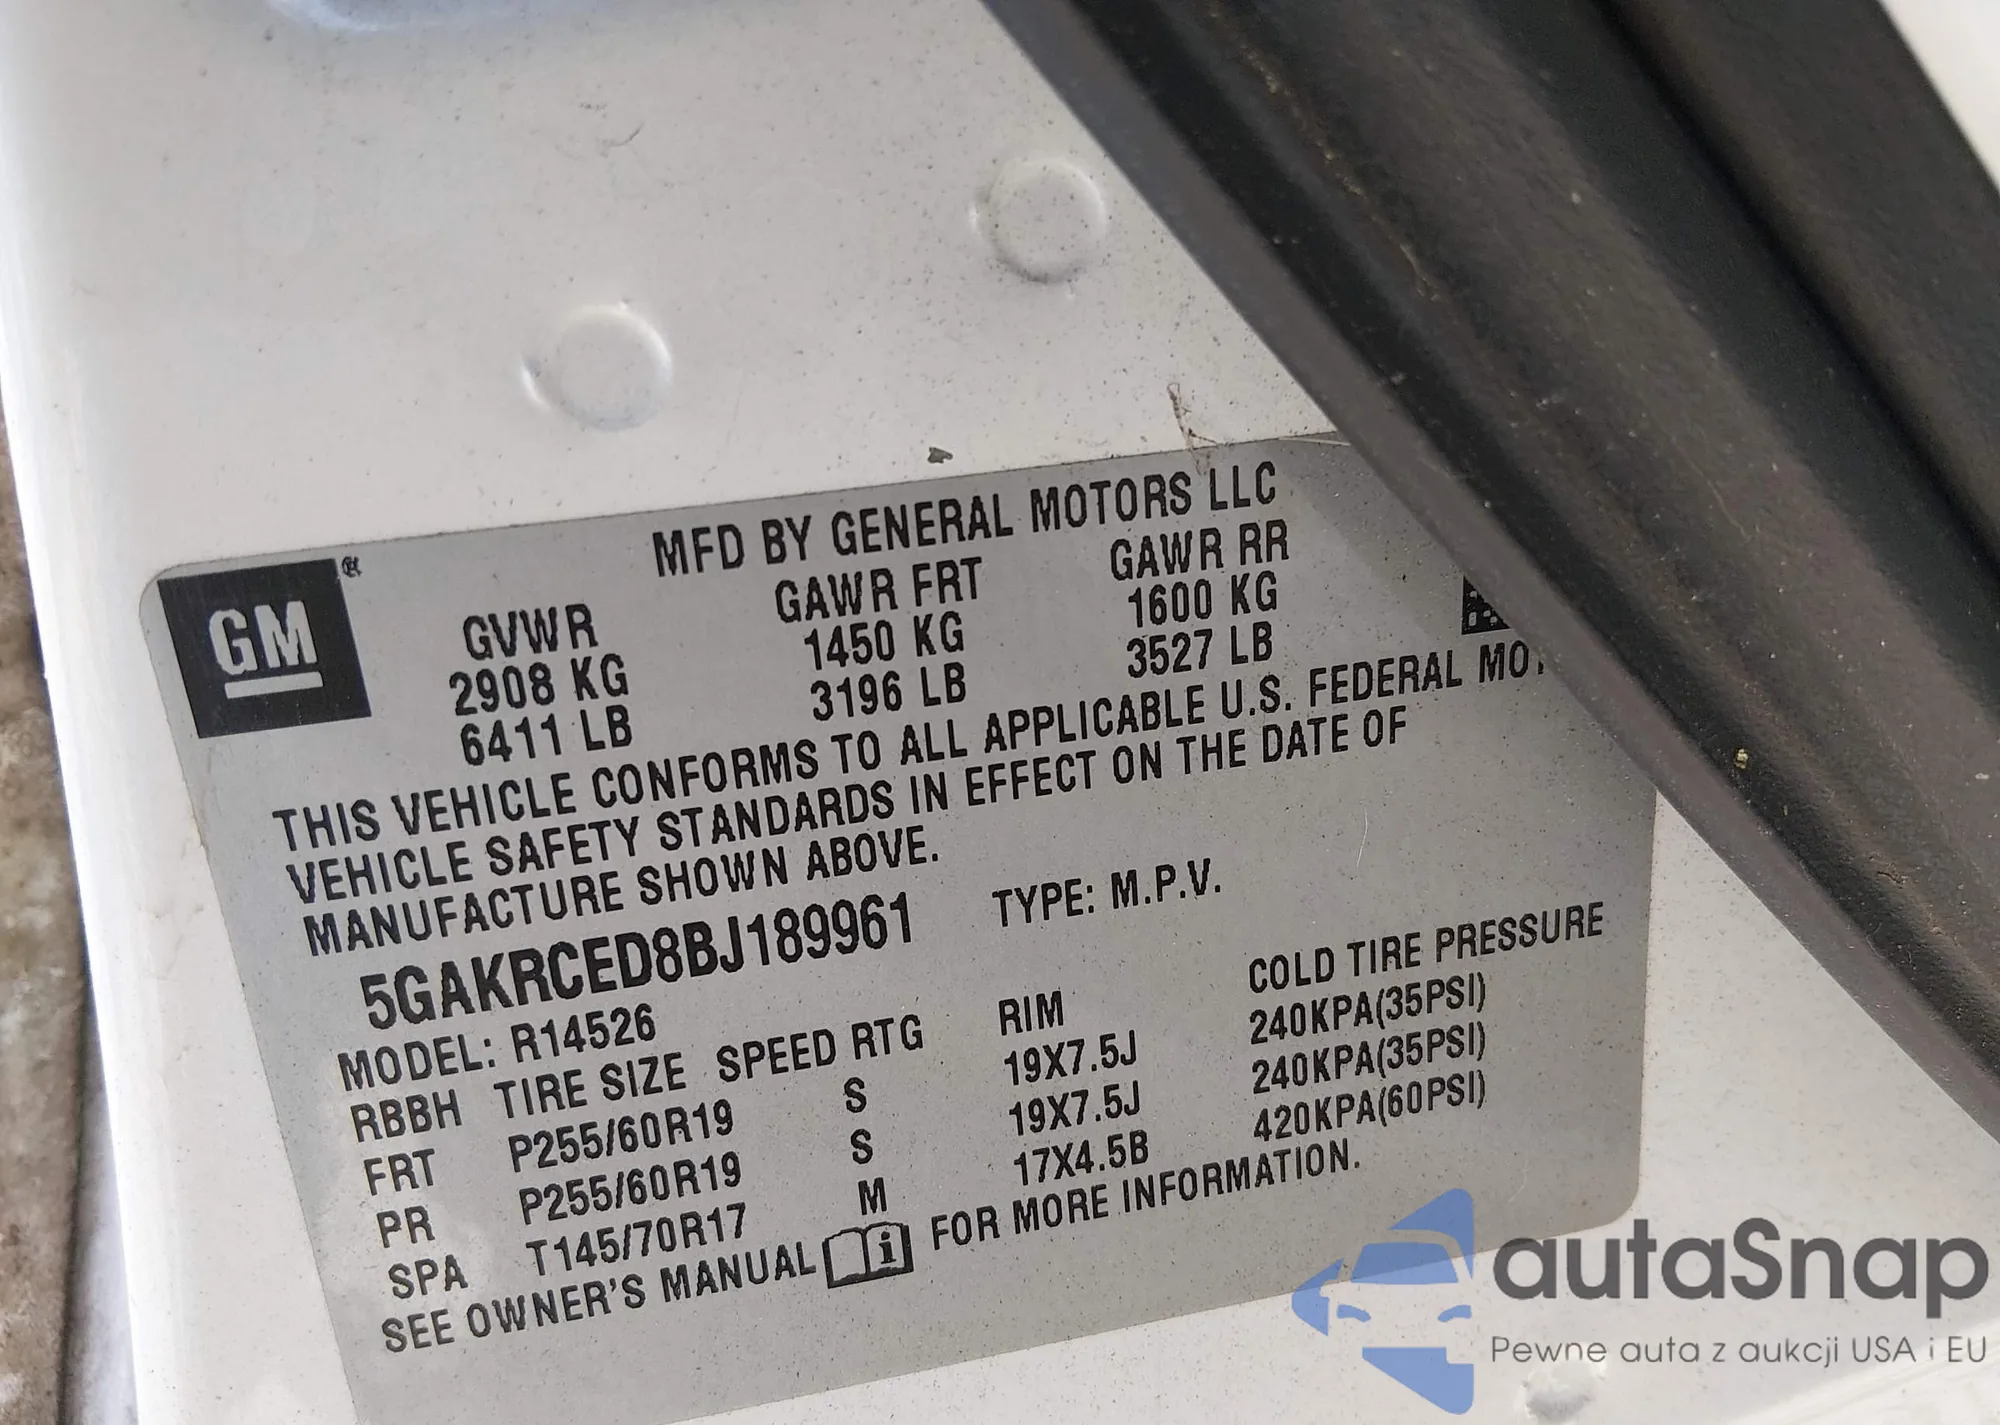 MFD BY GENERAL MOTORS LLC
GM
GVWR GAWR FRT GAWR RR
2908 KG 1450 KG 1600 KG
6411 LB 3196 LB 3527 LB
THIS VEHICLE CONFORMS TO ALL APPLICABLE U.S. FEDERAL
VEHICLE SAFETY STANDARDS IN EFFECT ON THE DATE OF
MANUFACTURE SHOWN ABOVE.
5GAKRCED8BJ189961 TYPE: M.P.V.
MODEL: R14526
RBBH TIRE SIZE SPEED RTG RIM COLD TIRE PRESSURE
FRT P255/60R19 S 19X7.5J 240KPA(35PSI)
PR P255/60R19 S 19X7.5J 240KPA(35PSI)
SPA T145/70R17 M 17X4.5B 420KPA(60PSI)
SEE OWNER'S MANUAL FOR MORE INFORMATION.
autaSnap
Pewne auta z aukcji USA i EU